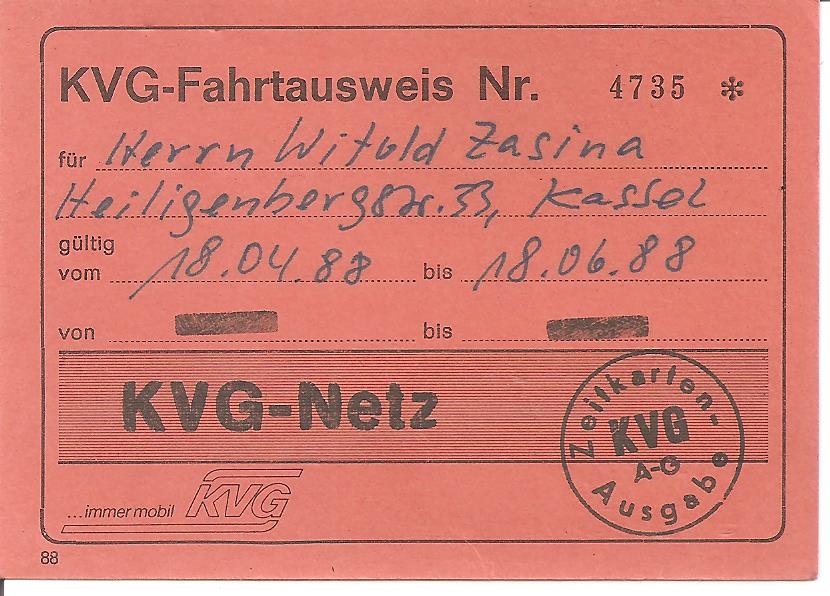 KVG-Fahrtausweis Nr. 4735 *
für Herrn Witold Zasina
Heiligenbergstr. 33, Kassel
gültig
vom 18.04.88 bis 18.06.88
von bis
KVG-Netz
Zeitkarten-
KVG
A-G
Ausgabe
...immer mobil KVG
88